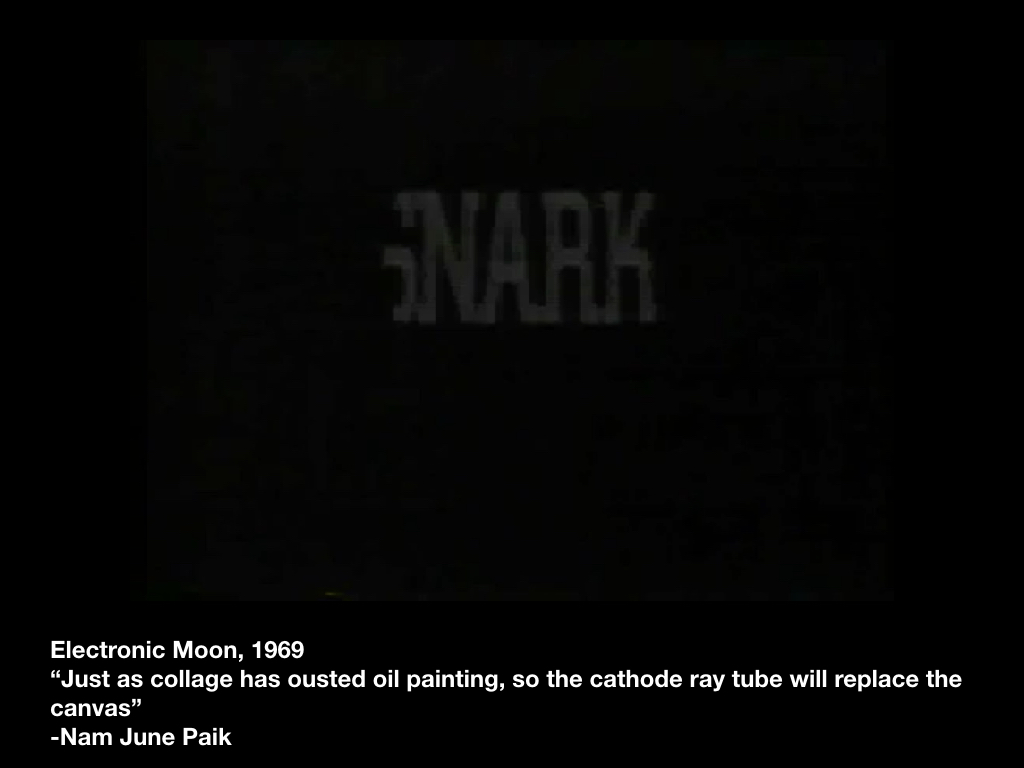 SNARK
Electronic Moon, 1969
“Just as collage has ousted oil painting, so the cathode ray tube will replace the
canvas”
-Nam June Paik